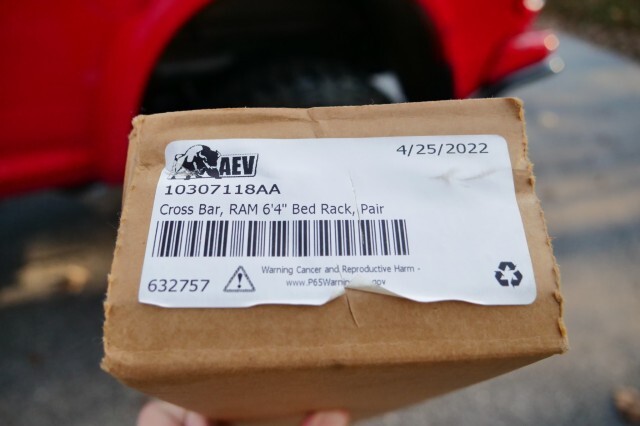 AEV
4/25/2022
10307118AA
Cross Bar, RAM 6'4" Bed Rack, Pair
632757
Warning Cancer and Reproductive Harm -
.gov